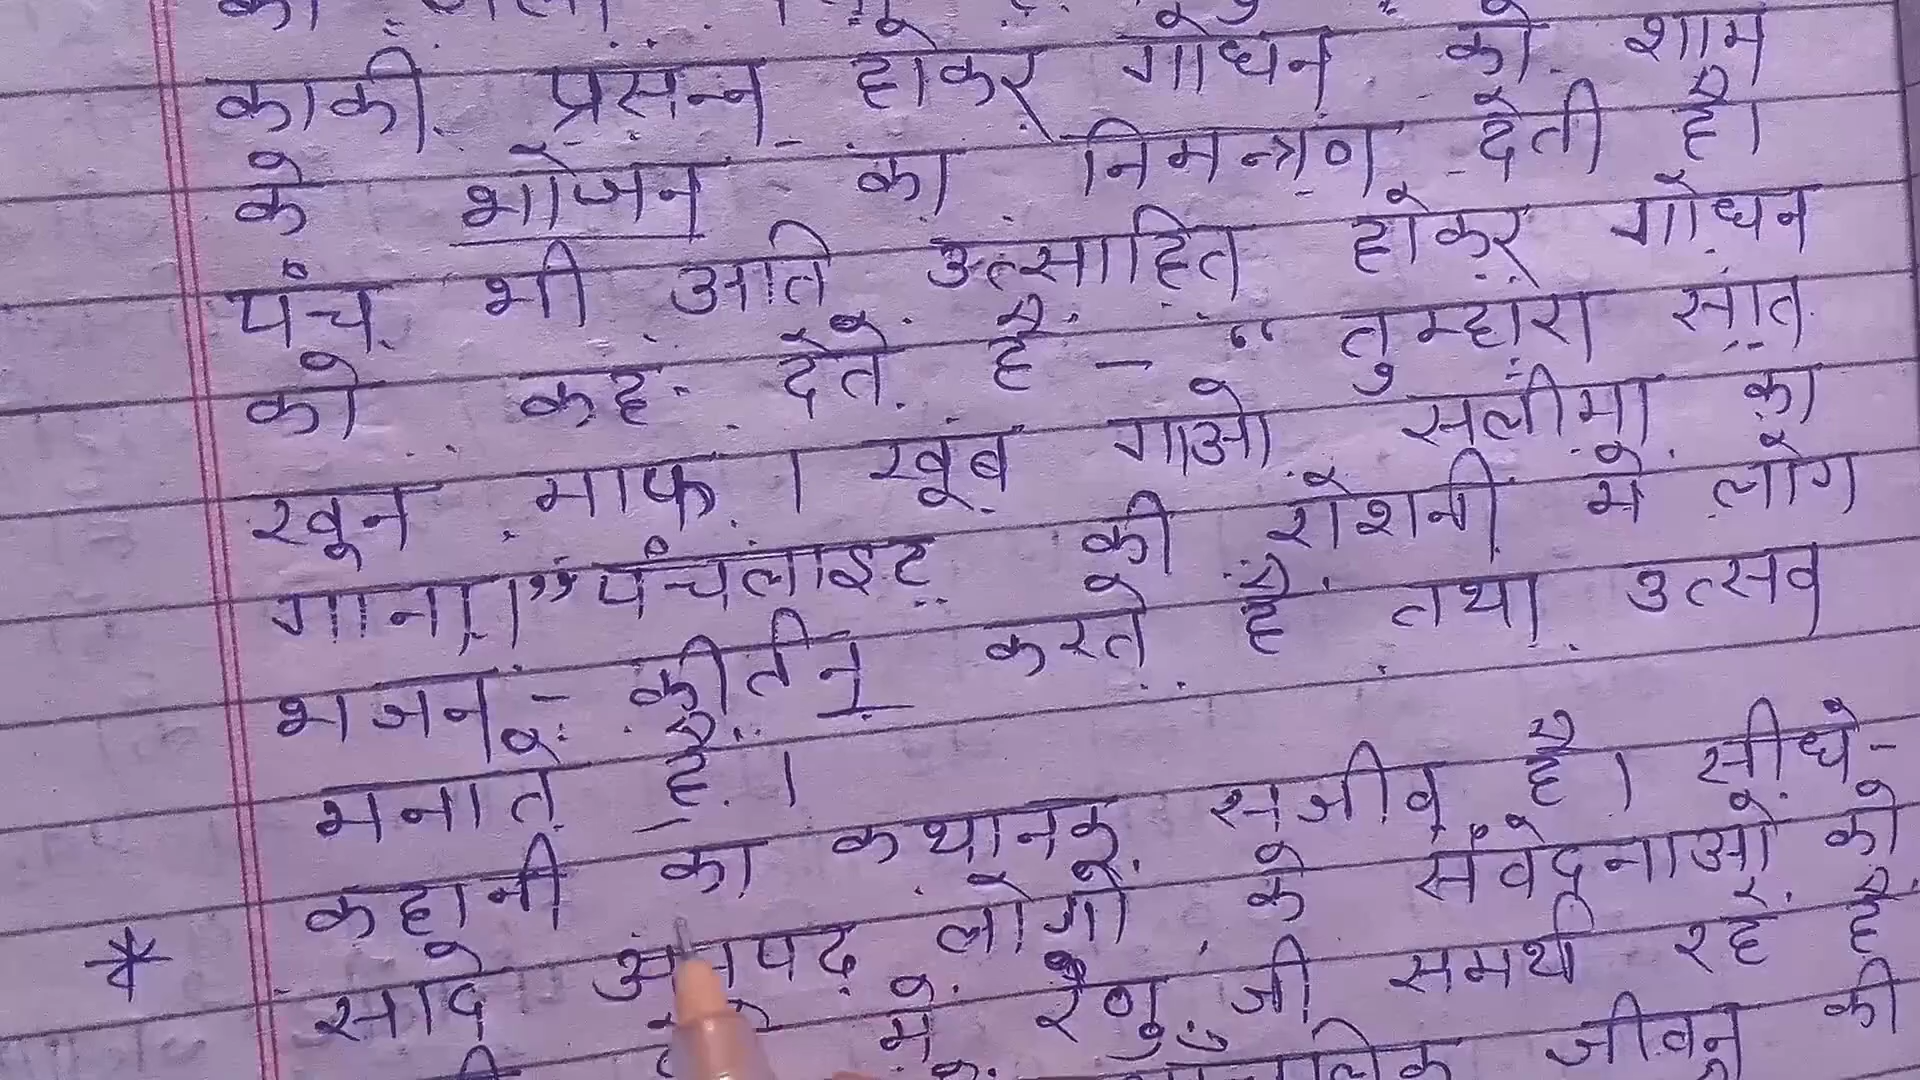 काकी प्रसन्न होकर गोधन को शाम
के भोजन का निमन्त्रण देती है।
पंच भी अति उत्साहित होकर गोधन
को कह देते हैं - “ तुम्हारा सात
खून माफ । खूब गाओ सलीमा का
गाना।” पंचलाइट की रोशनी में लोग
भजन - कीर्तन करते हैं तथा उत्सव
मनाते हैं ।
कहानी का कथानक सजीव है । सीधे-
* सादे अनपढ़ लोगों के संवेदनाओं को
में रेणु जी समर्थ रहे हैं
जीवन की